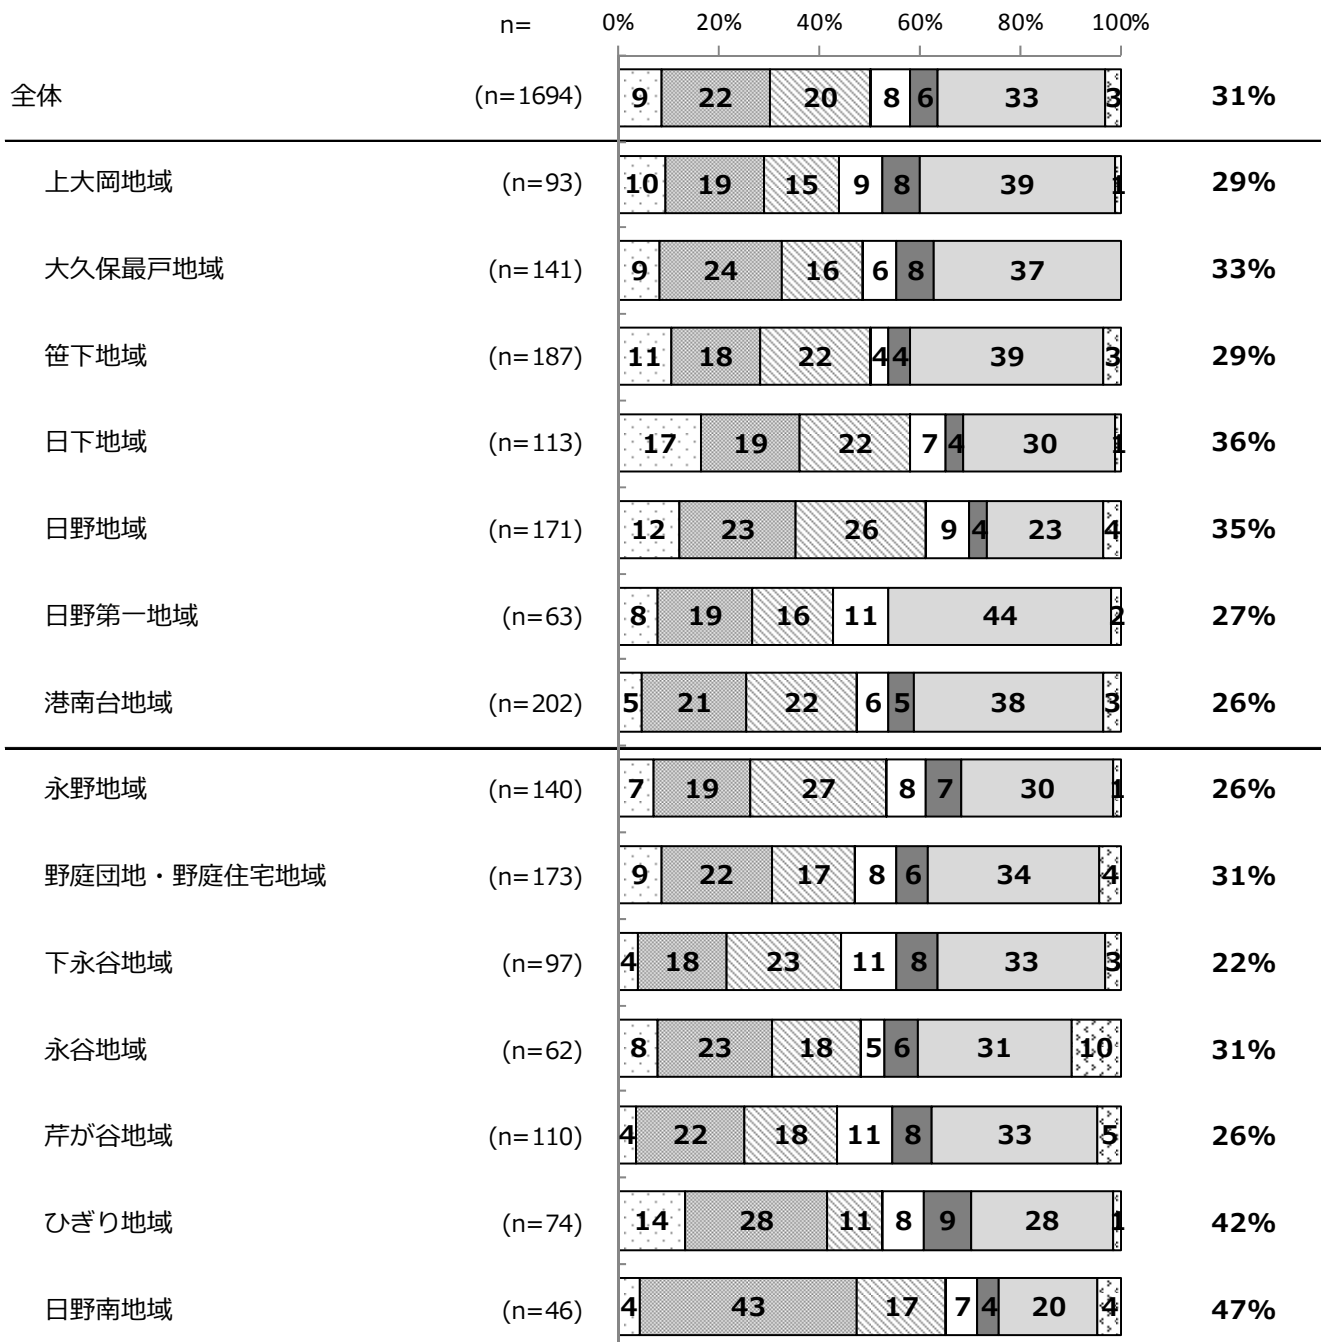 n= 0% 20% 40% 60% 80% 100%
全体 (n=1694) 9 22 20 8 6 33 3 31%
上大岡地域 (n=93) 10 19 15 9 8 39 1 29%
大久保最戸地域 (n=141) 9 24 16 6 8 37 33%
笹下地域 (n=187) 11 18 22 4 4 39 3 29%
日下地域 (n=113) 17 19 22 7 4 30 1 36%
日野地域 (n=171) 12 23 26 9 4 23 4 35%
日野第一地域 (n=63) 8 19 16 11 44 2 27%
港南台地域 (n=202) 5 21 22 6 5 38 3 26%
永野地域 (n=140) 7 19 27 8 7 30 1 26%
野庭団地・野庭住宅地域 (n=173) 9 22 17 8 6 34 4 31%
下永谷地域 (n=97) 4 18 23 11 8 33 3 22%
永谷地域 (n=62) 8 23 18 5 6 31 10 31%
芹が谷地域 (n=110) 4 22 18 11 8 33 5 26%
ひぎり地域 (n=74) 14 28 11 8 9 28 1 42%
日野南地域 (n=46) 4 43 17 7 4 20 4 47%